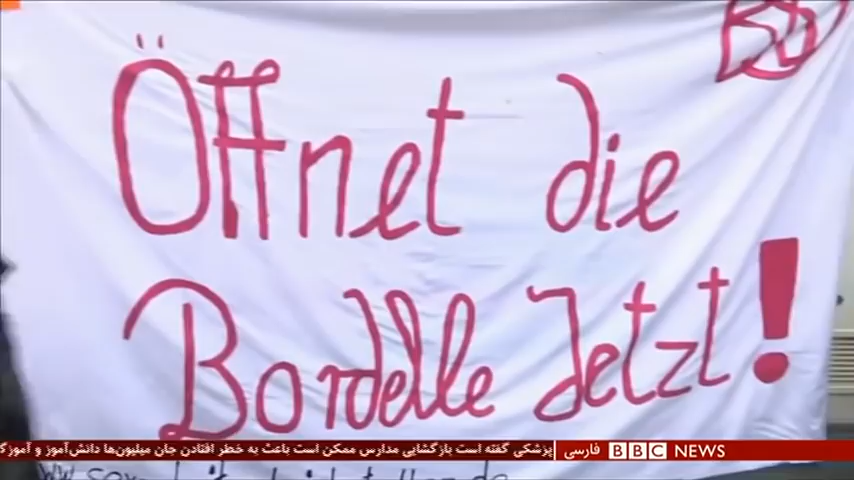 Öffnet die
Bordelle Jetzt!
پزشکی گفته است بازگشایی مدارس ممکن است باعث به خطر افتادن جان میلیون‌ها دانش‌آموز و آموزگ
BBC NEWS فارسی